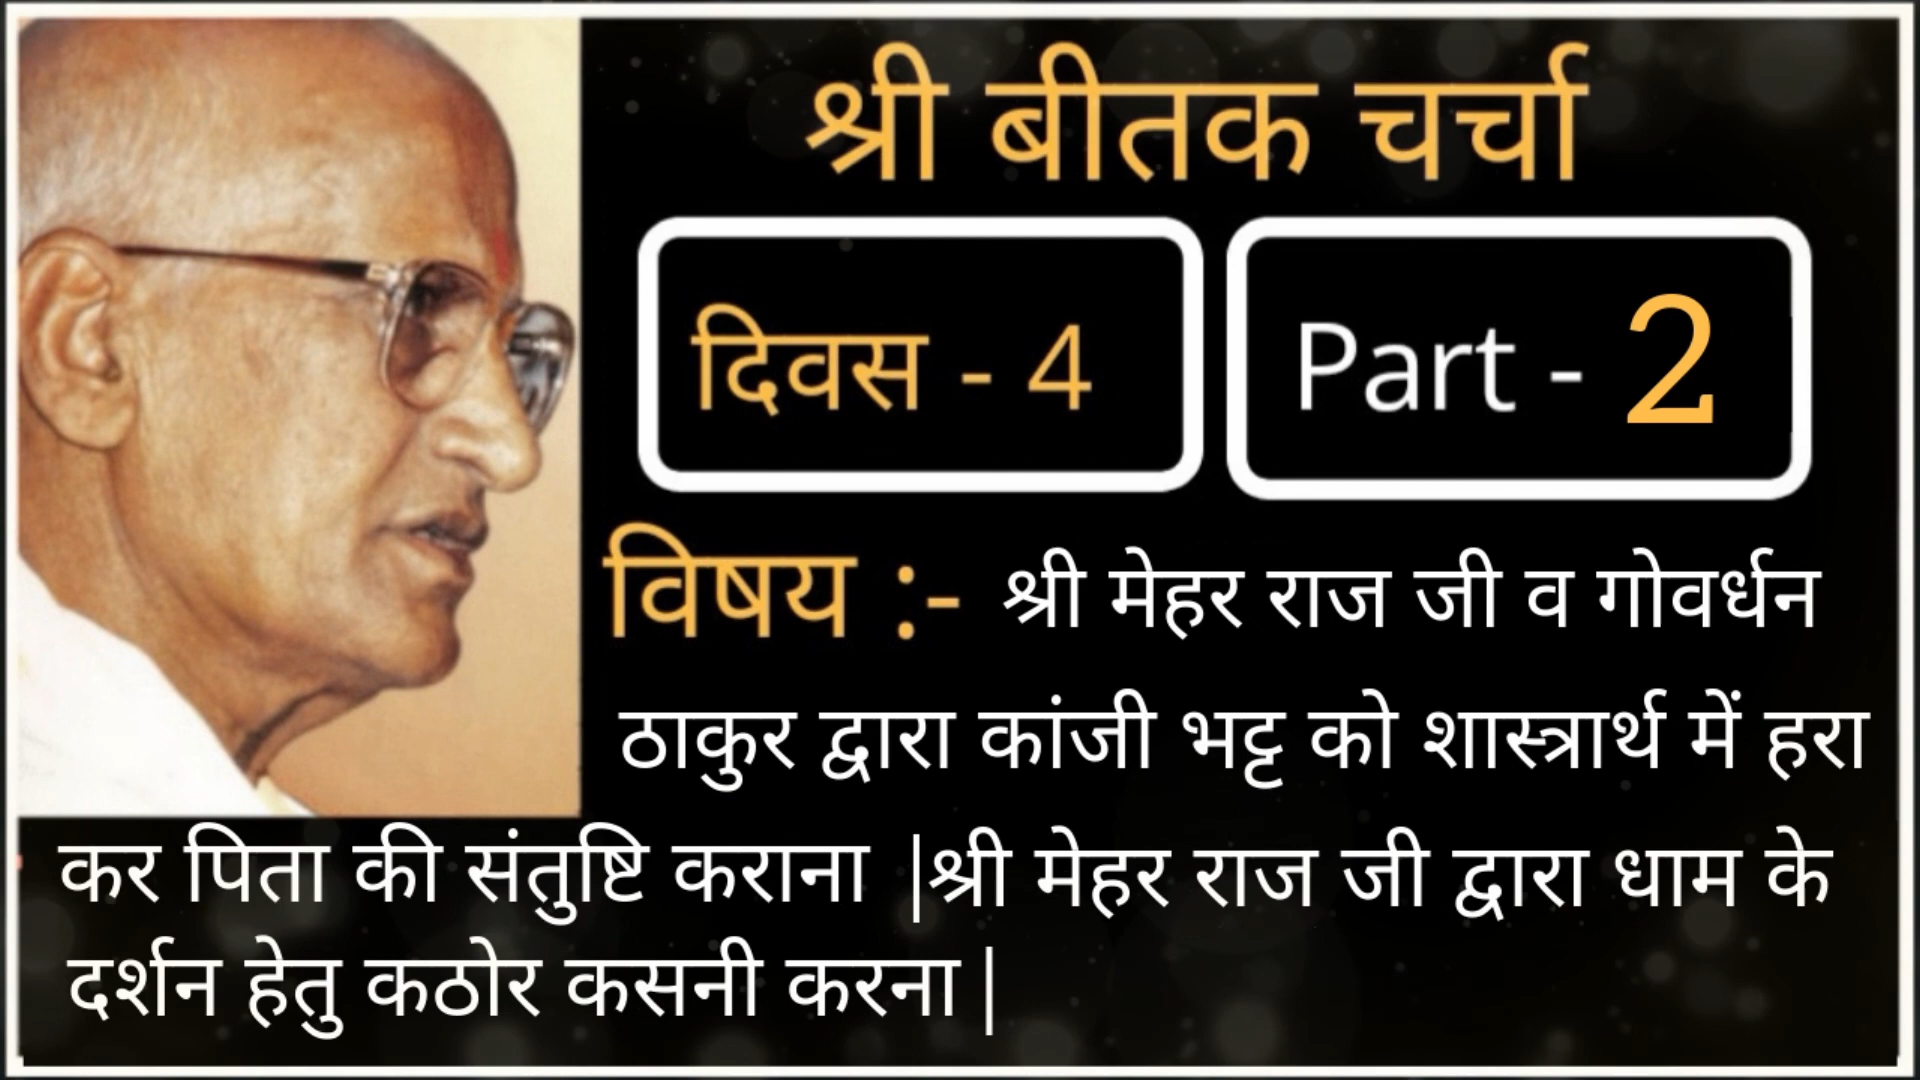 श्री बीतक चर्चा
दिवस - 4
Part - 2
विषय :- श्री मेहर राज जी व गोवर्धन
ठाकुर द्वारा कांजी भट्ट को शास्त्रार्थ में हरा
कर पिता की संतुष्टि कराना |श्री मेहर राज जी द्वारा धाम के
दर्शन हेतु कठोर कसनी करना|